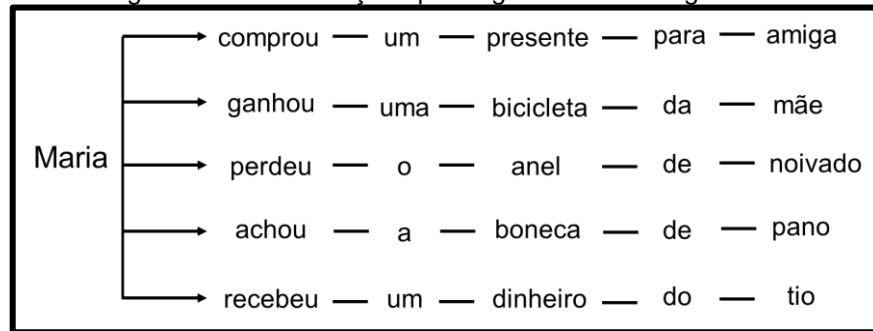 comprou — um — presente — para — amiga
ganhou — uma — bicicleta — da — mãe
Maria
perdeu — o — anel — de — noivado
achou — a — boneca — de — pano
recebeu — um — dinheiro — do — tio